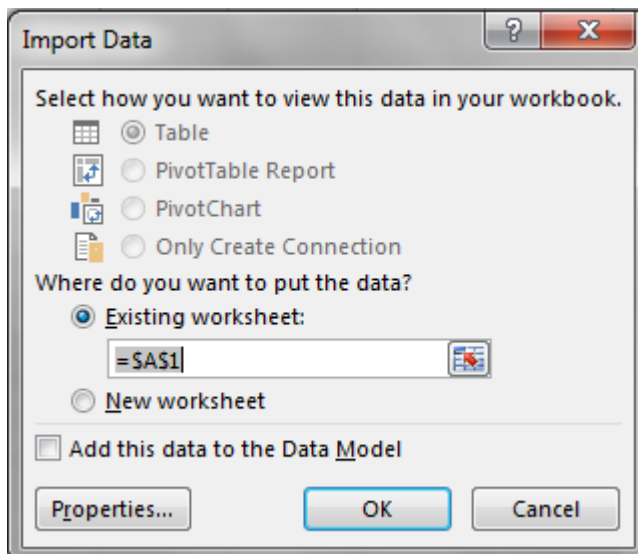 Import Data
?
Select how you want to view this data in your workbook.
Table
PivotTable Report
PivotChart
Only Create Connection
Where do you want to put the data?
Existing worksheet:
=$A$1
New worksheet
Add this data to the Data Model
Properties... OK Cancel